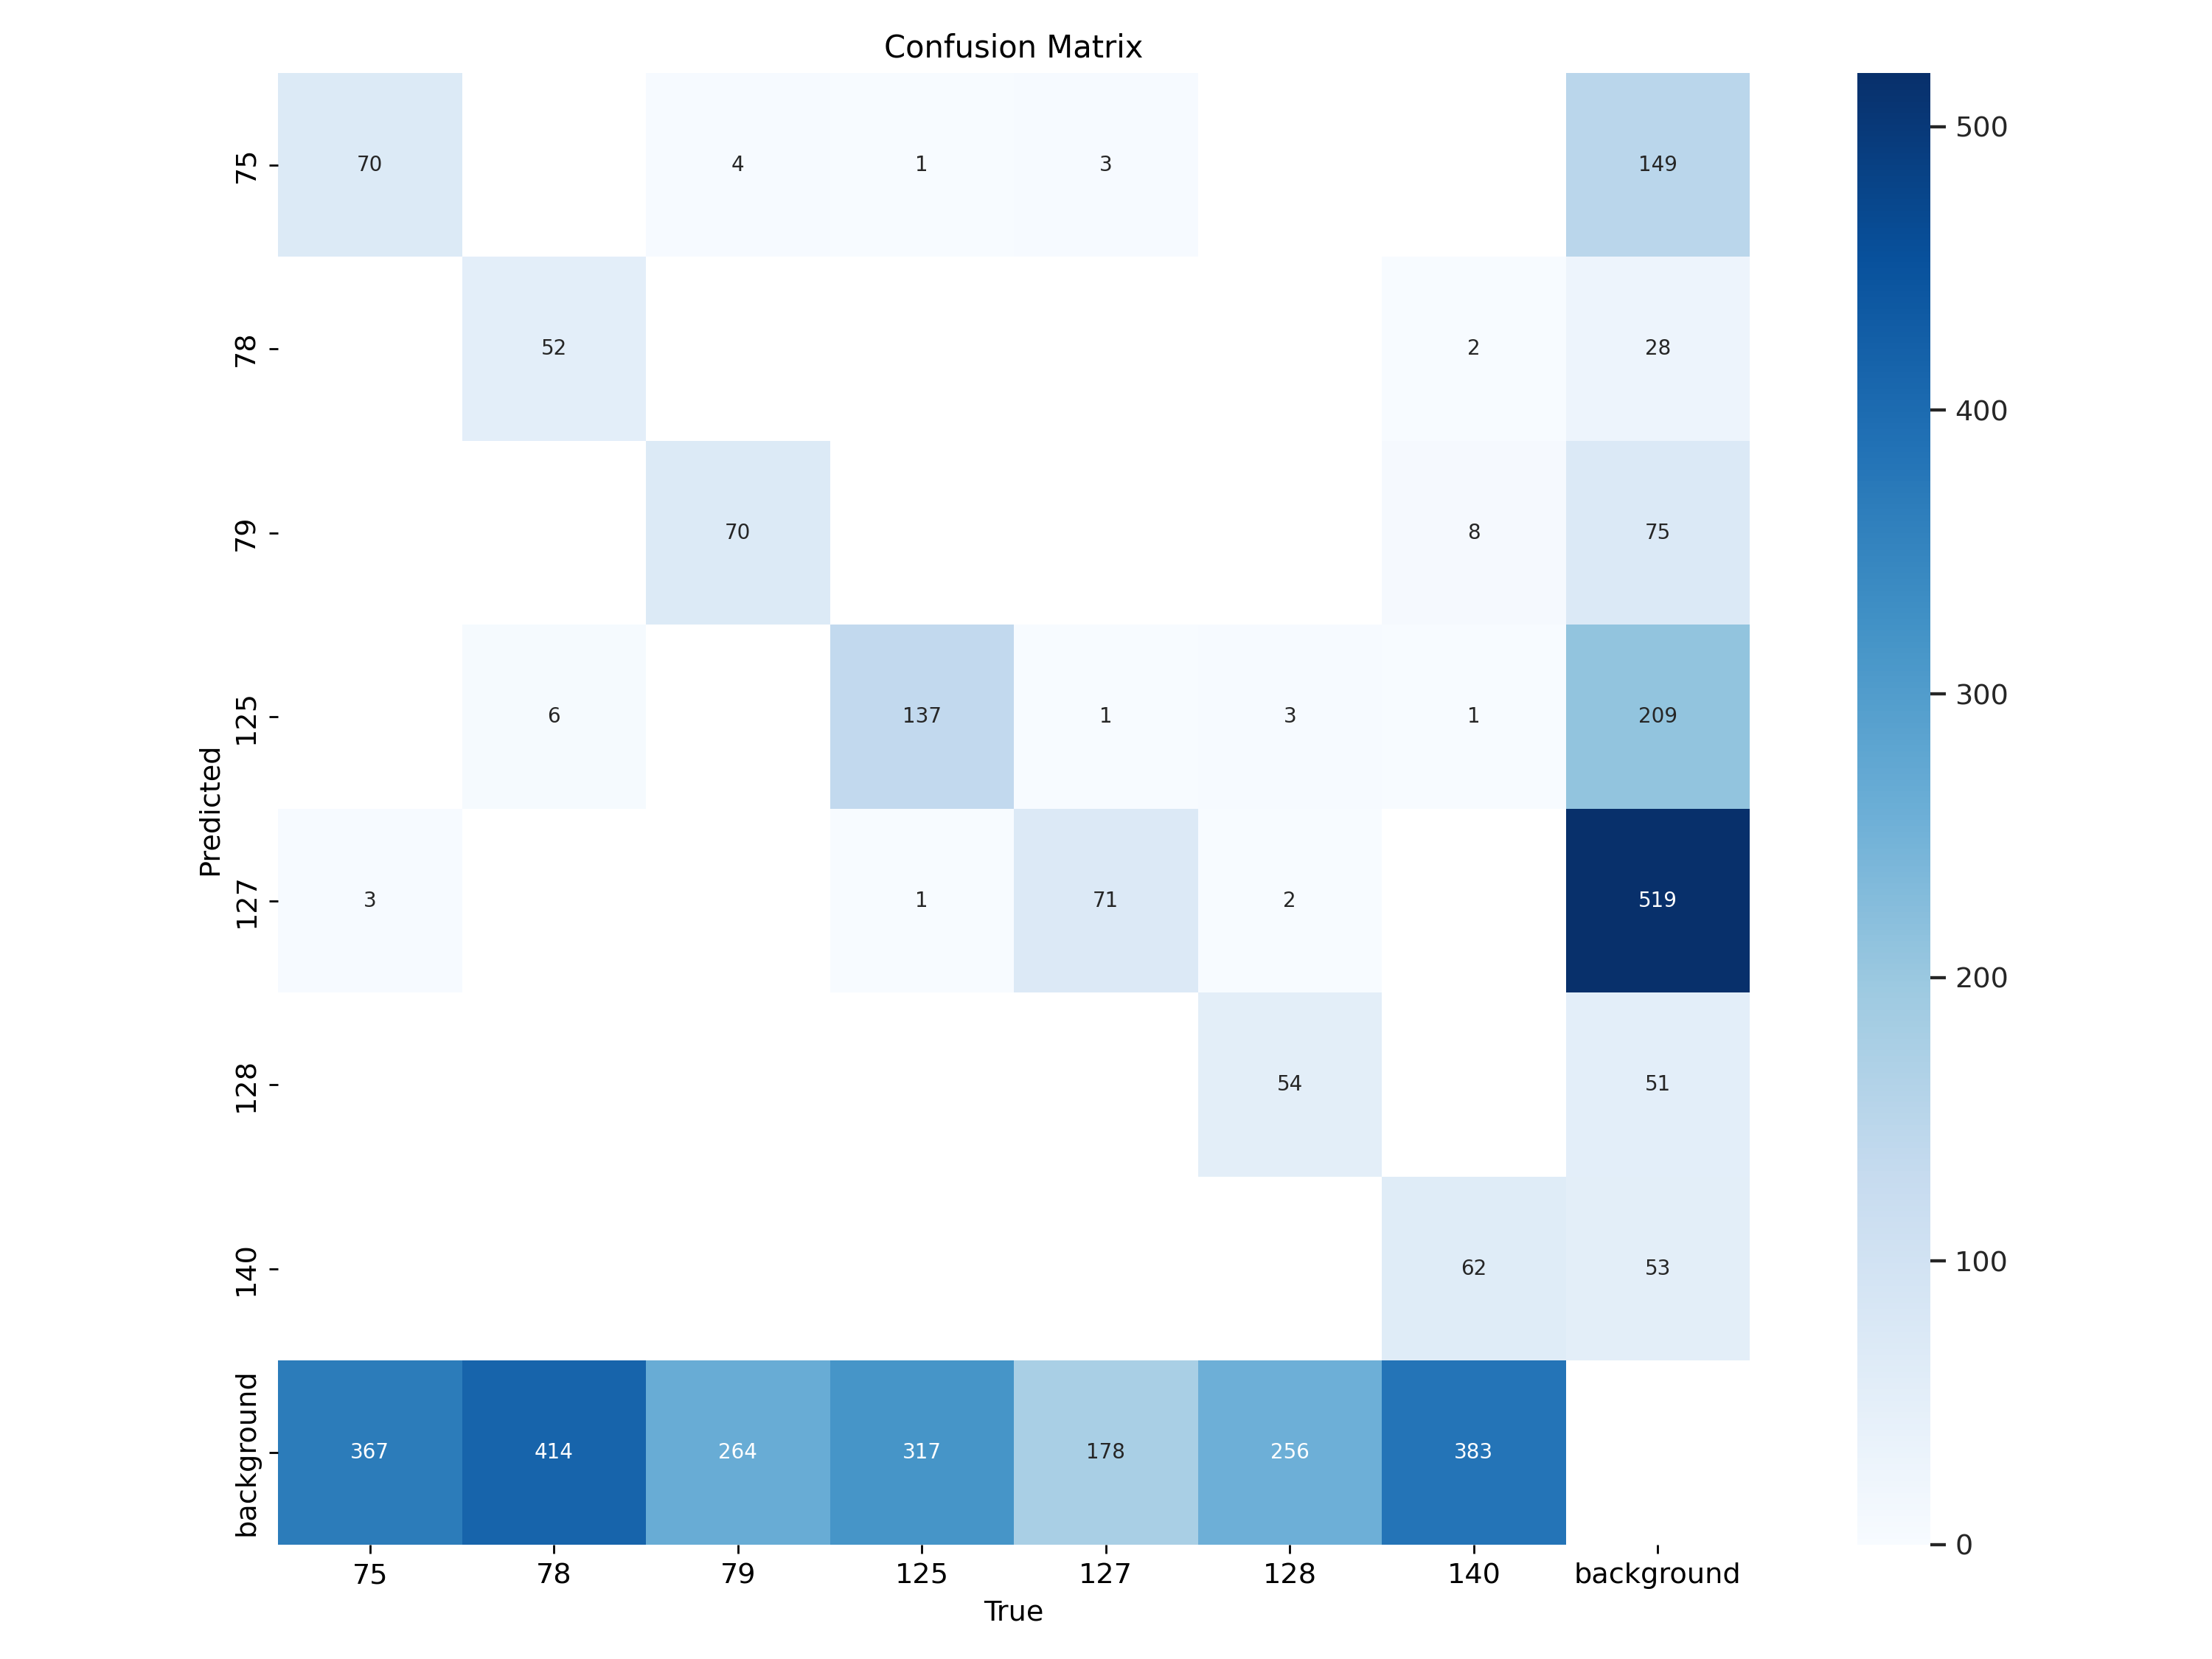 Confusion Matrix
75 70 4 1 3 149
78 52 2 28
79 70 8 75
125 6 137 1 3 1 209
127 3 1 71 2 519
128 54 51
140 62 53
background 367 414 264 317 178 256 383
75 78 79 125 127 128 140 background
True
Predicted
500
400
300
200
100
0